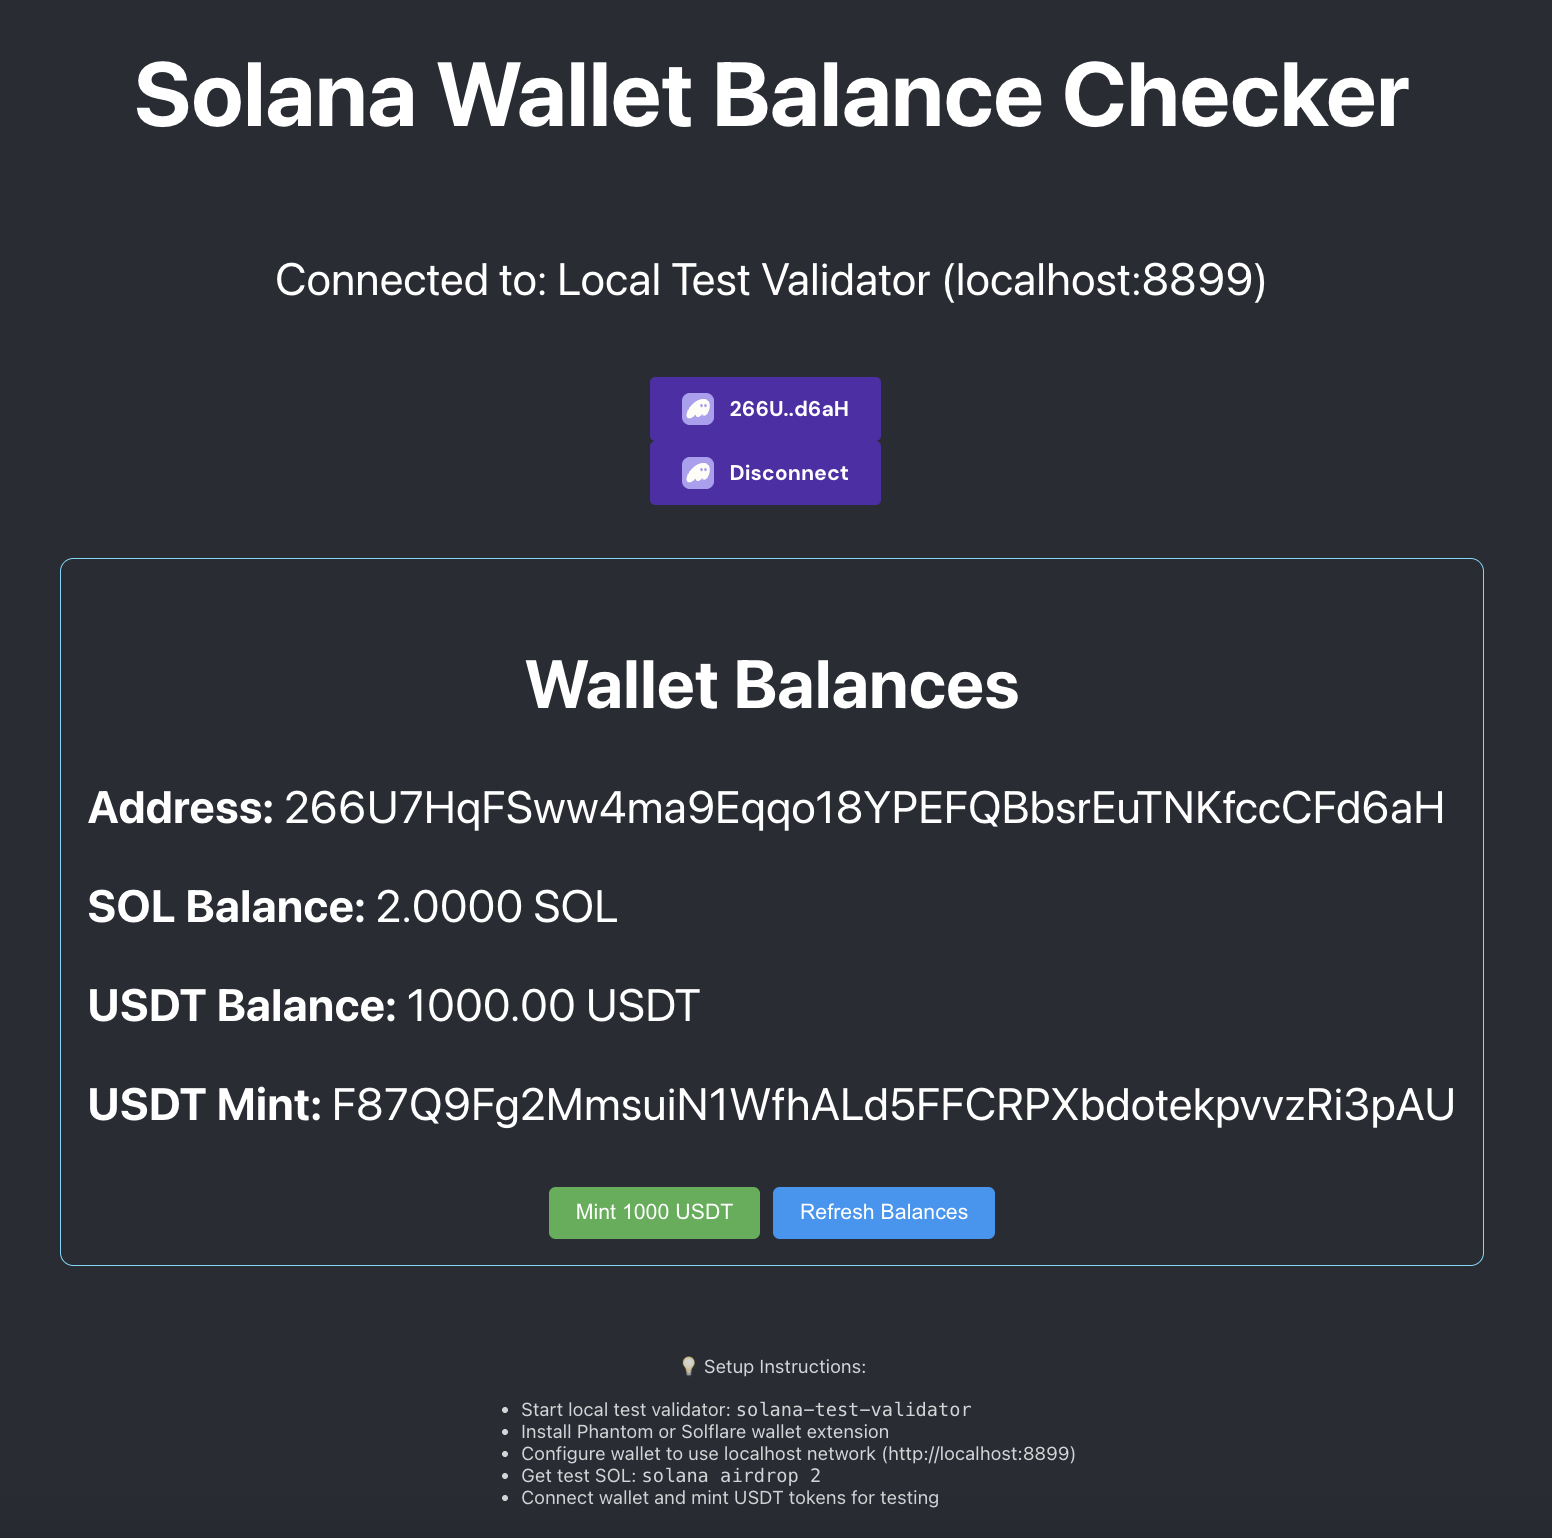 Solana Wallet Balance Checker
Connected to: Local Test Validator (localhost:8899)
266U..d6aH
Disconnect
Wallet Balances
Address: 266U7HqFSww4ma9Eqqo18YPEFQBbsrEuTNKfccCFd6aH
SOL Balance: 2.0000 SOL
USDT Balance: 1000.00 USDT
USDT Mint: F87Q9Fg2MmsuiN1WfhALd5FFCRPXbdotekpvvzRi3pAU
Mint 1000 USDT
Refresh Balances
💡 Setup Instructions:
• Start local test validator: solana-test-validator
• Install Phantom or Solflare wallet extension
• Configure wallet to use localhost network (http://localhost:8899)
• Get test SOL: solana airdrop 2
• Connect wallet and mint USDT tokens for testing